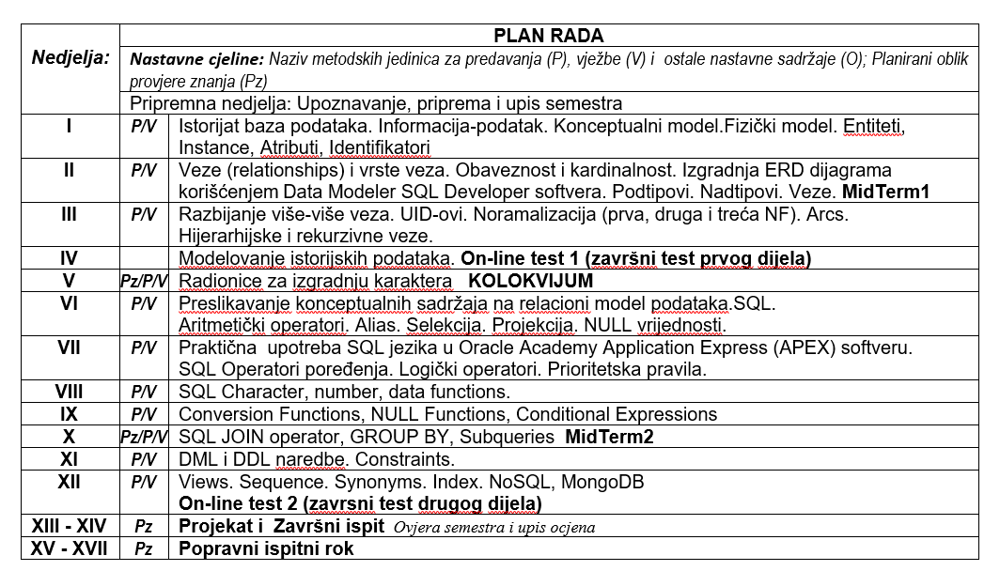 PLAN RADA
Nedjelja:
Nastavne cjeline: Naziv metodskih jedinica za predavanja (P), vježbe (V) i ostale nastavne sadržaje (O); Planirani oblik
provjere znanja (Pz)
Pripremna nedjelja: Upoznavanje, priprema i upis semestra
I P/V Istorijat baza podataka. Informacija-podatak. Konceptualni model.Fizički model. Entiteti,
Instance, Atributi, Identifikatori
II P/V Veze (relationships) i vrste veza. Obaveznost i kardinalnost. Izgradnja ERD dijagrama
korišćenjem Data Modeler SQL Developer softvera. Podtipovi. Nadtipovi. Veze. MidTerm1
III P/V Razbijanje više-više veza. UID-ovi. Noramalizacija (prva, druga i treća NF). Arcs.
Hijerarhijske i rekurzivne veze.
IV Modelovanje istorijskih podataka. On-line test 1 (završni test prvog dijela)
V Pz/P/V Radionice za izgradnju karaktera KOLOKVIJUM
VI P/V Preslikavanje konceptualnih sadržaja na relacioni model podataka.SQL.
Aritmetički operatori. Alias. Selekcija. Projekcija. NULL vrijednosti.
VII P/V Praktična upotreba SQL jezika u Oracle Academy Application Express (APEX) softveru.
SQL Operatori poređenja. Logički operatori. Prioritetska pravila.
VIII P/V SQL Character, number, data functions.
IX P/V Conversion Functions, NULL Functions, Conditional Expressions
X Pz/P/V SQL JOIN operator, GROUP BY, Subqueries MidTerm2
XI P/V DML i DDL naredbe. Constraints.
XII P/V Views. Sequence. Synonyms. Index. NoSQL, MongoDB
On-line test 2 (zavrsni test drugog dijela)
XIII - XIV Pz Projekat i Završni ispit Ovjera semestra i upis ocjena
XV - XVII Pz Popravni ispitni rok